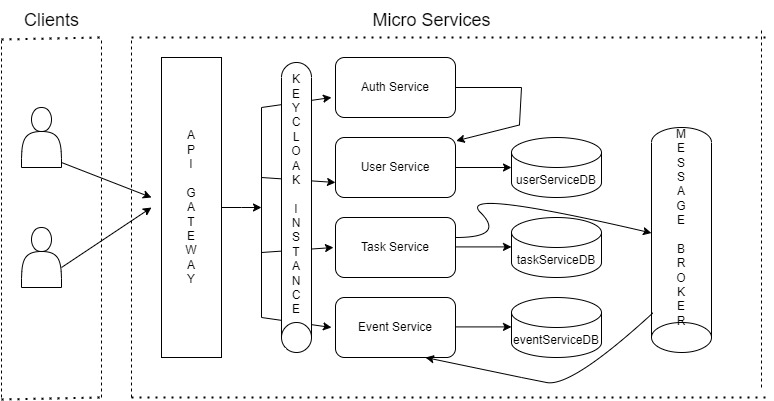 Clients
Micro Services
API GATEWAY
KEYCLOAK INSTANCE
Auth Service
User Service
userServiceDB
Task Service
taskServiceDB
Event Service
eventServiceDB
MESSAGE BROKER